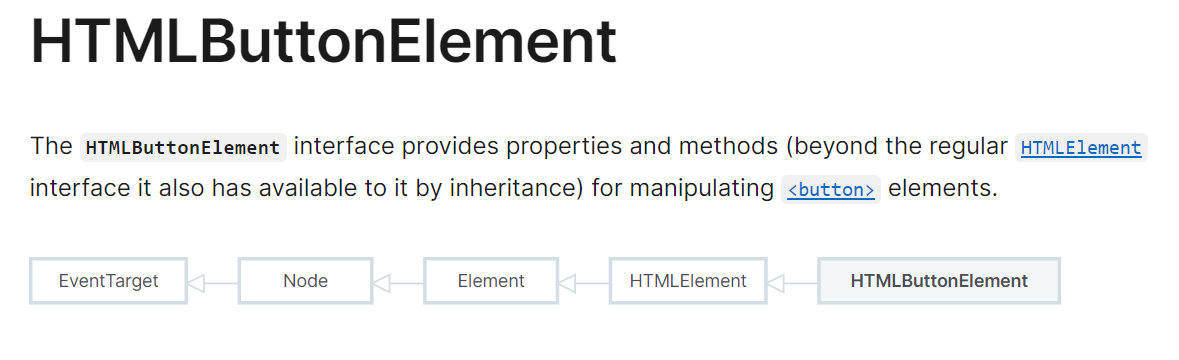 HTMLButtonElement
The HTMLButtonElement interface provides properties and methods (beyond the regular HTMLElement
interface it also has available to it by inheritance) for manipulating <button> elements.
EventTarget Node Element HTMLElement HTMLButtonElement